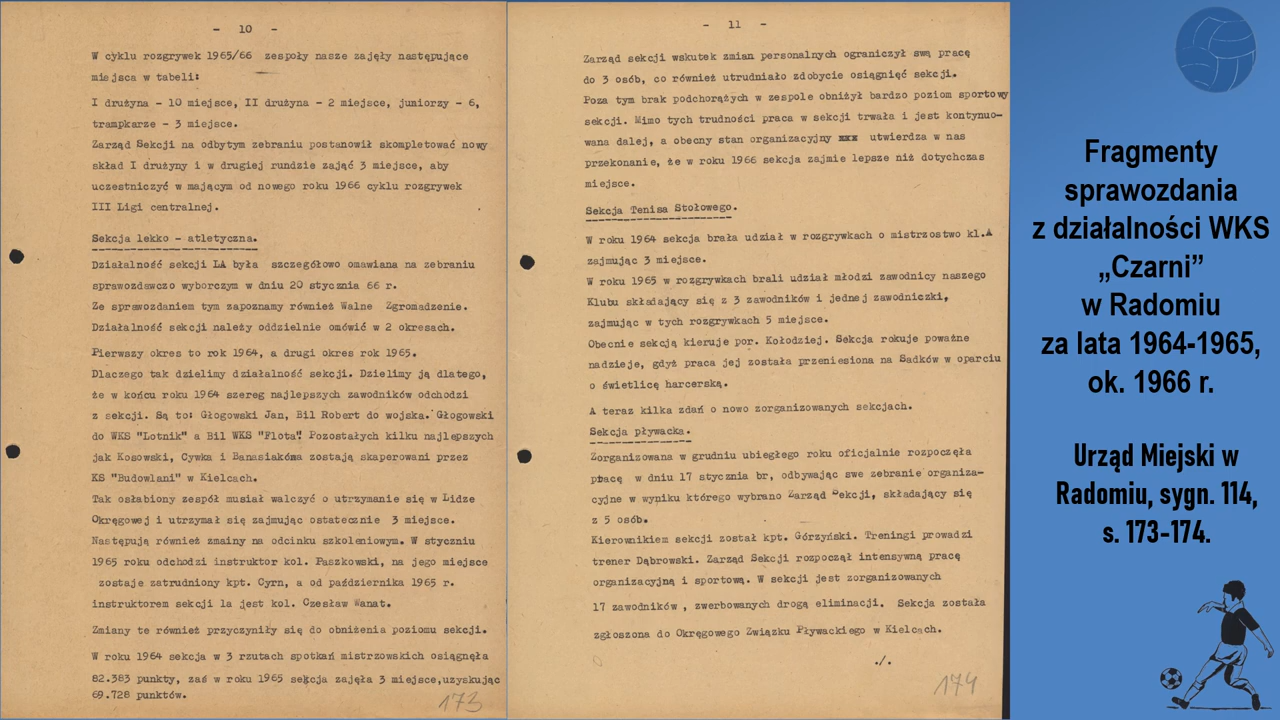 - 10 -
W cyklu rozgrywek 1965/66 zespoły nasze zajęły następujące
miejsca w tabeli:
I drużyna - 10 miejsce, II drużyna - 2 miejsce, juniorzy - 6,
trampkarze - 3 miejsce.
Zarząd Sekcji na odbytym zebraniu postanowił skompletować nowy
skład I drużyny i w drugiej rundzie zająć 3 miejsce, aby
uczestniczyć w mającym od nowego roku 1966 cyklu rozgrywek
III Ligi centralnej.
Sekcja lekko - atletyczna.
Działalność sekcji LA była szczegółowo omawiana na zebraniu
sprawozdawczo wyborczym w dniu 20 stycznia 66 r.
Ze sprawozdaniem tym zapoznamy również Walne Zgromadzenie.
Działalność sekcji należy oddzielnie omówić w 2 okresach.
Pierwszy okres to rok 1964, a drugi okres rok 1965.
Dlaczego tak dzielimy działalność sekcji. Dzielimy ją dlatego,
że w końcu roku 1964 szereg najlepszych zawodników odchodzi
z sekcji. Są to: Głogowski Jan, Bil Robert do wojska. Głogowski
do WKS "Lotnik" a Bil WKS "Flota". Pozostałych kilku najlepszych
jak Kosowski, Cywka i Banasiakóma zostają skaperowani przez
KS "Budowlani" w Kielcach.
Tak osłabiony zespół musiał walczyć o utrzymanie się w Lidze
Okręgowej i utrzymał się zajmując ostatecznie 3 miejsce.
Następują również zmainy na odcinku szkoleniowym. W styczniu
1965 roku odchodzi instruktor kol. Paszkowski, na jego miejsce
zostaje zatrudniony kpt. Cyrn, a od października 1965 r.
instruktorem sekcji la jest kol. Czesław Wanat.
Zmiany te również przyczyniły się do obniżenia poziomu sekcji.
W roku 1964 sekcja w 3 rzutach spotkań mistrzowskich osiągnęła
82.383 punkty, zaś w roku 1965 sekcja zajęła 3 miejsce,uzyskując
69.728 punktów.
173
- 11 -
Zarząd sekcji wskutek zmian personalnych ograniczył swą pracę
do 3 osób, co również utrudniało zdobycie osiągnięć sekcji.
Poza tym brak podchorążych w zespole obniżył bardzo poziom sportowy
sekcji. Mimo tych trudności praca w sekcji trwała i jest kontynuo-
wana dalej, a obecny stan organizacyjny xxx utwierdza w nas
przekonanie, że w roku 1966 sekcja zajmie lepsze niż dotychczas
miejsce.
Sekcja Tenisa Stołowego.
W roku 1964 sekcja brała udział w rozgrywkach o mistrzostwo kl.A
zajmując 3 miejsce.
W roku 1965 w rozgrywkach brali udział młodzi zawodnicy naszego
Klubu składający się z 3 zawodników i jednej zawodniczki,
zajmując w tych rozgrywkach 5 miejsce.
Obecnie sekcją kieruje por. Kołodziej. Sekcja rokuje poważne
nadzieje, gdyż praca jej została przeniesiona na Sadków w oparciu
o świetlicę harcerską.
A teraz kilka zdań o nowo zorganizowanych sekcjach.
Sekcja pływacka.
Zorganizowana w grudniu ubiegłego roku oficjalnie rozpoczęła
pracę w dniu 17 stycznia br, odbywając swe zebranie organiza-
cyjne w wyniku którego wybrano Zarząd Sekcji, składający się
z 5 osób.
Kierownikiem sekcji został kpt. Górzyński. Treningi prowadzi
trener Dąbrowski. Zarząd Sekcji rozpoczął intensywną pracę
organizacyjną i sportową. W sekcji jest zorganizowanych
17 zawodników , zwerbowanych drogą eliminacji. Sekcja została
zgłoszona do Okręgowego Związku Pływackiego w Kielcach.
./.
174
Fragmenty
sprawozdania
z działalności WKS
„Czarni”
w Radomiu
za lata 1964-1965,
ok. 1966 r.
Urząd Miejski w
Radomiu, sygn. 114,
s. 173-174.